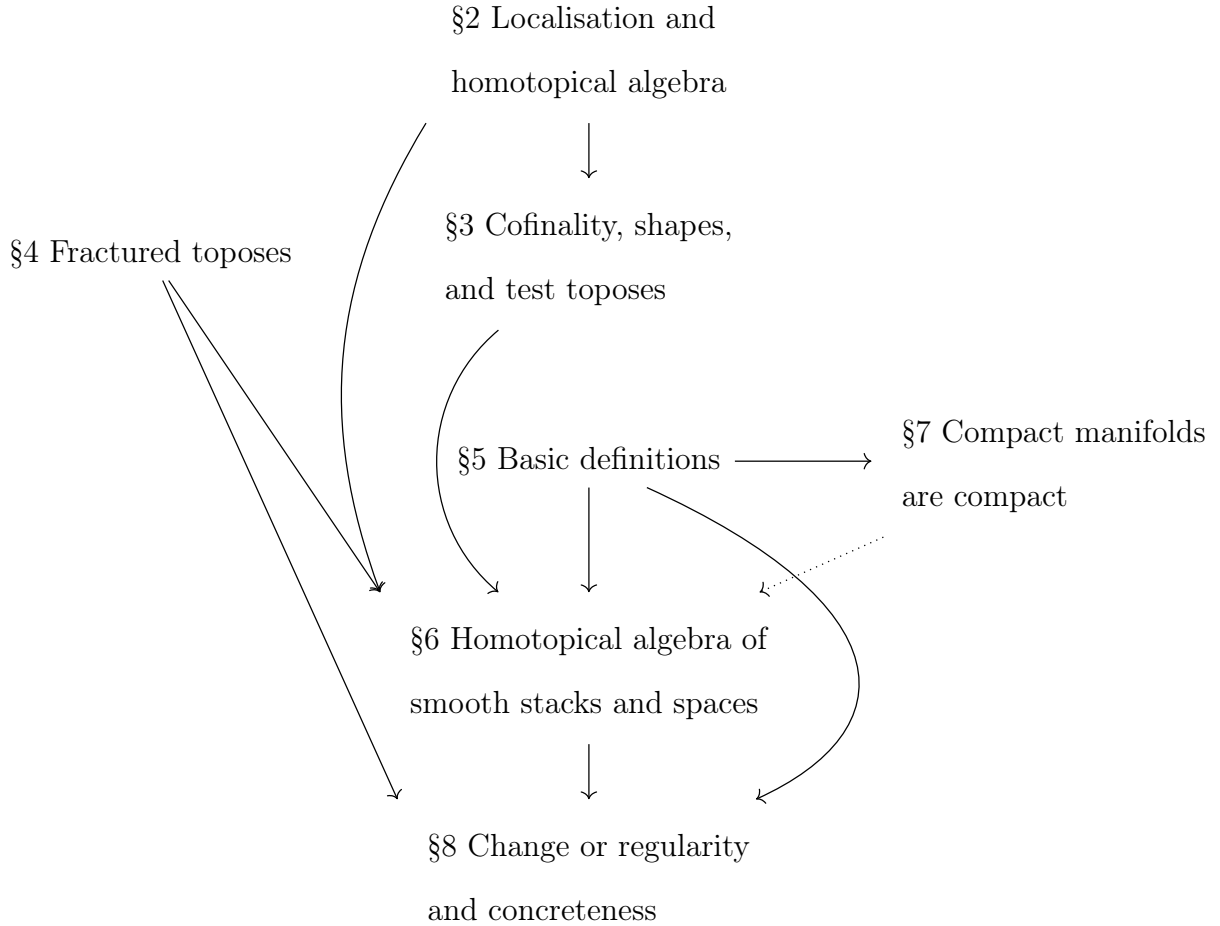 §2 Localisation and
homotopical algebra
§3 Cofinality, shapes,
and test toposes
§4 Fractured toposes
§5 Basic definitions
§7 Compact manifolds
are compact
§6 Homotopical algebra of
smooth stacks and spaces
§8 Change or regularity
and concreteness